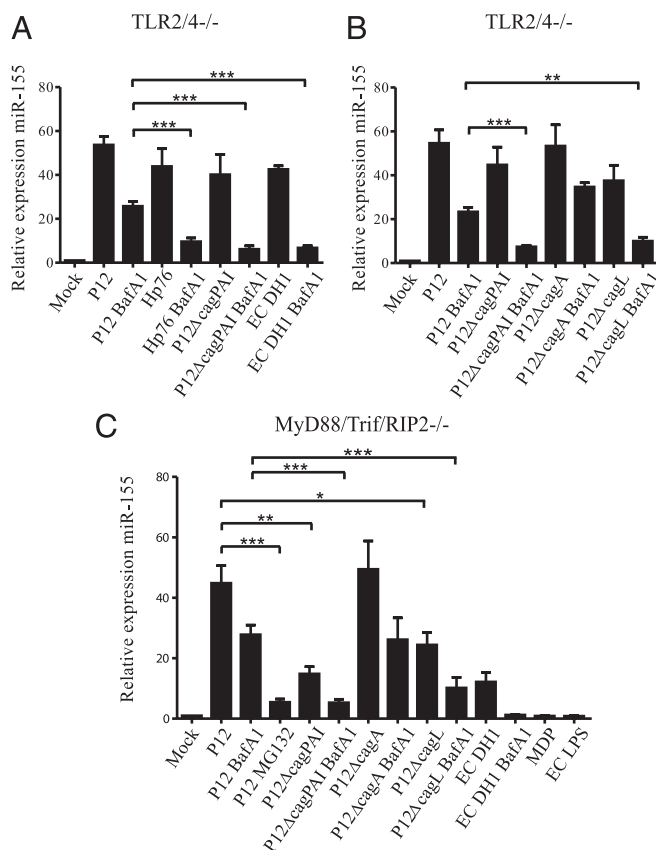 A
TLR2/4-/-
Relative expression miR-155
80
60
40
20
0
***
***
***
Mock
P12
P12 BafA1
Hp76
Hp76 BafA1
P12ΔcagPAI
P12ΔcagPAI BafA1
EC DH1
EC DH1 BafA1
B
TLR2/4-/-
Relative expression miR-155
80
60
40
20
0
**
***
Mock
P12
P12 BafA1
P12ΔcagPAI
P12ΔcagPAI BafA1
P12ΔcagA
P12ΔcagA BafA1
P12ΔcagL
P12ΔcagL BafA1
C
MyD88/Trif/RIP2-/-
Relative expression miR-155
80
60
40
20
0
***
***
*
**
***
Mock
P12
P12 BafA1
P12 MG132
P12ΔcagPAI
P12ΔcagPAI BafA1
P12ΔcagA
P12ΔcagA BafA1
P12ΔcagL
P12ΔcagL BafA1
EC DH1
EC DH1 BafA1
MDP
EC LPS